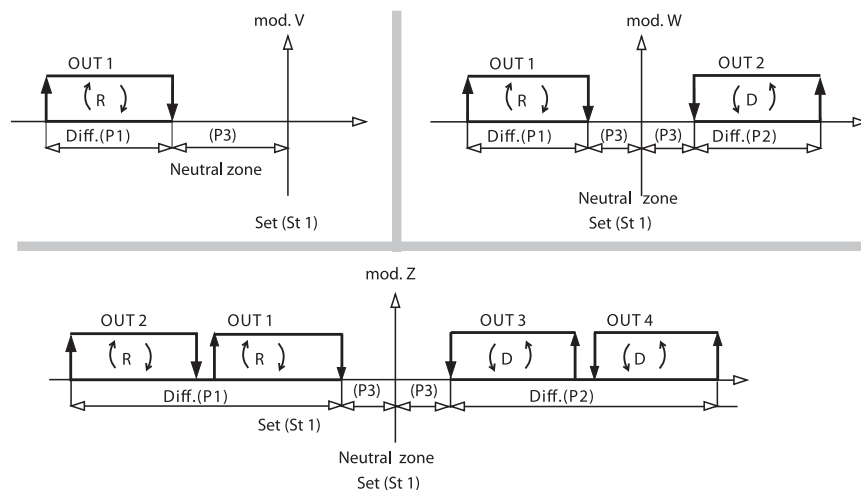 mod. V
OUT 1
R
Diff.(P1) (P3)
Neutral zone
Set (St 1)
mod. W
OUT 1 OUT 2
R D
Diff.(P1) (P3) (P3) Diff.(P2)
Neutral zone
Set (St 1)
mod. Z
OUT 2 OUT 1 OUT 3 OUT 4
R R D D
Diff.(P1) (P3) (P3) Diff.(P2)
Set (St 1)
Neutral zone
Set (St 1)